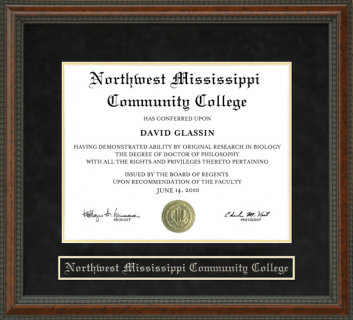 Northwest Mississippi
Community College
HAS CONFERRED UPON
DAVID GLASSIN
HAVING DEMONSTRATED ABILITY BY ORIGINAL RESEARCH IN BIOLOGY
THE DEGREE OF DOCTOR OF PHILOSOPHY
WITH ALL THE RIGHTS AND PRIVILEGES THERETO PERTAINING
ISSUED BY THE BOARD OF REGENTS
UPON RECOMMENDATION OF THE FACULTY
JUNE 14, 2010
PROVOST
PRESIDENT
Northwest Mississippi Community College